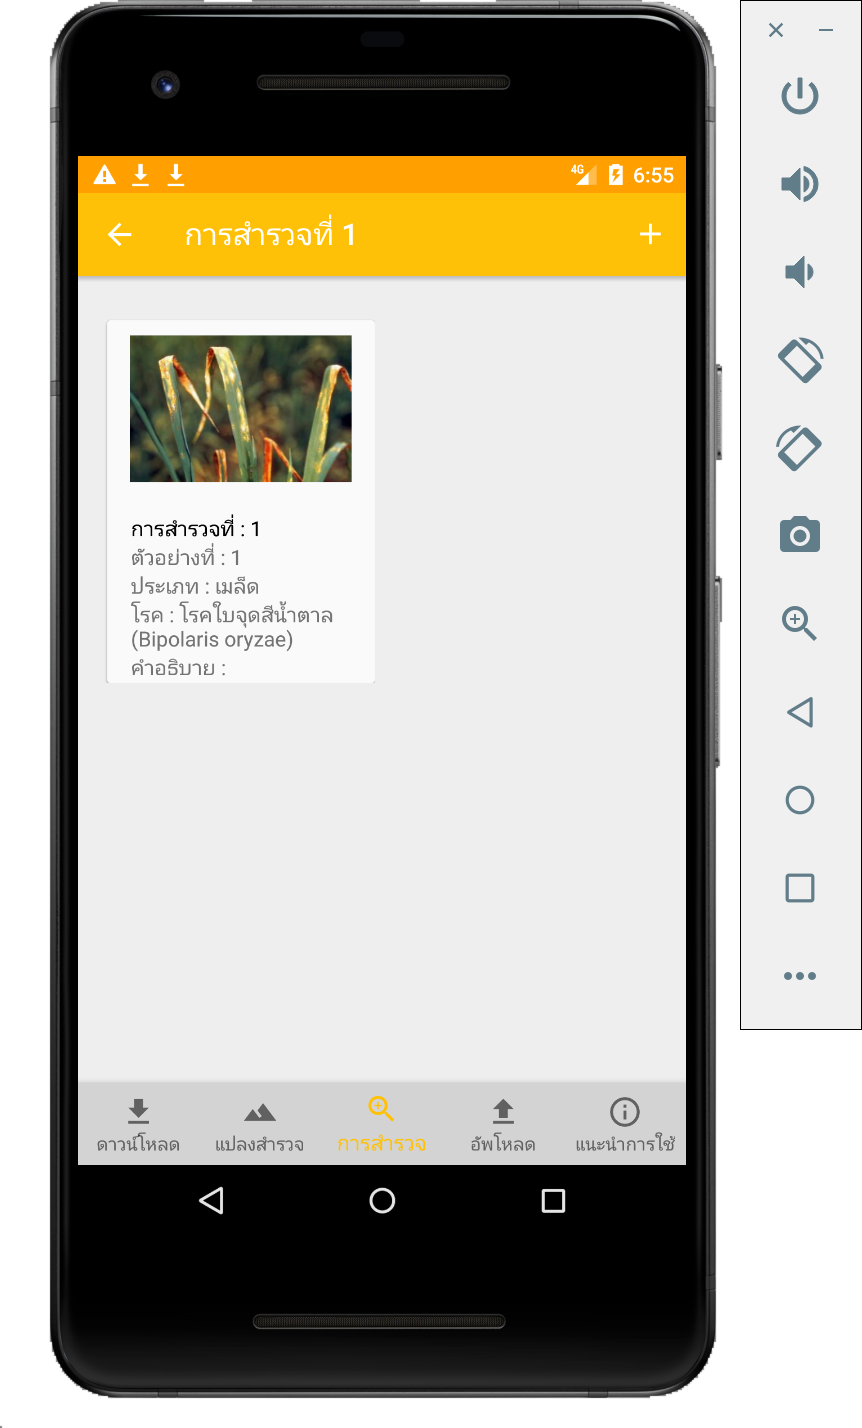 4G 6:55
การสำรวจที่ 1
การสำรวจที่ : 1
ตัวอย่างที่ : 1
ประเภท : เมล็ด
โรค : โรคใบจุดสีน้ำตาล
(Bipolaris oryzae)
คำอธิบาย :
ดาวน์โหลด แปลงสำรวจ การสำรวจ อัพโหลด แนะนำการใช้